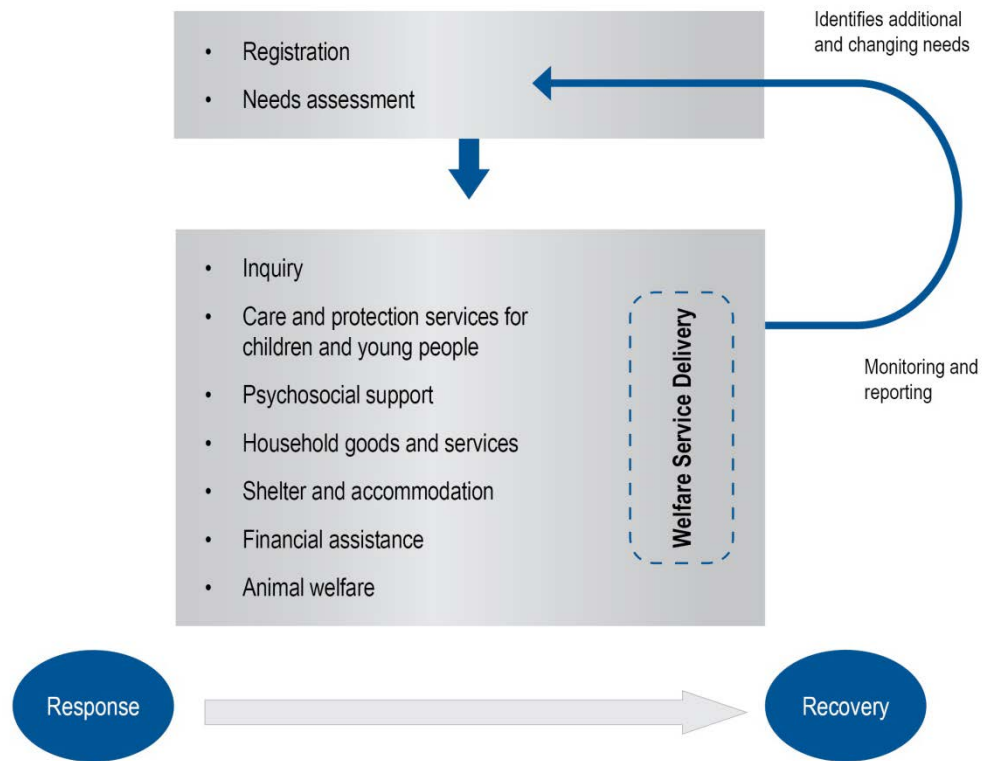 Identifies additional
and changing needs
• Registration
• Needs assessment
• Inquiry
• Care and protection services for
children and young people
• Psychosocial support
• Household goods and services
• Shelter and accommodation
• Financial assistance
• Animal welfare
Welfare Service Delivery
Monitoring and
reporting
Response
Recovery